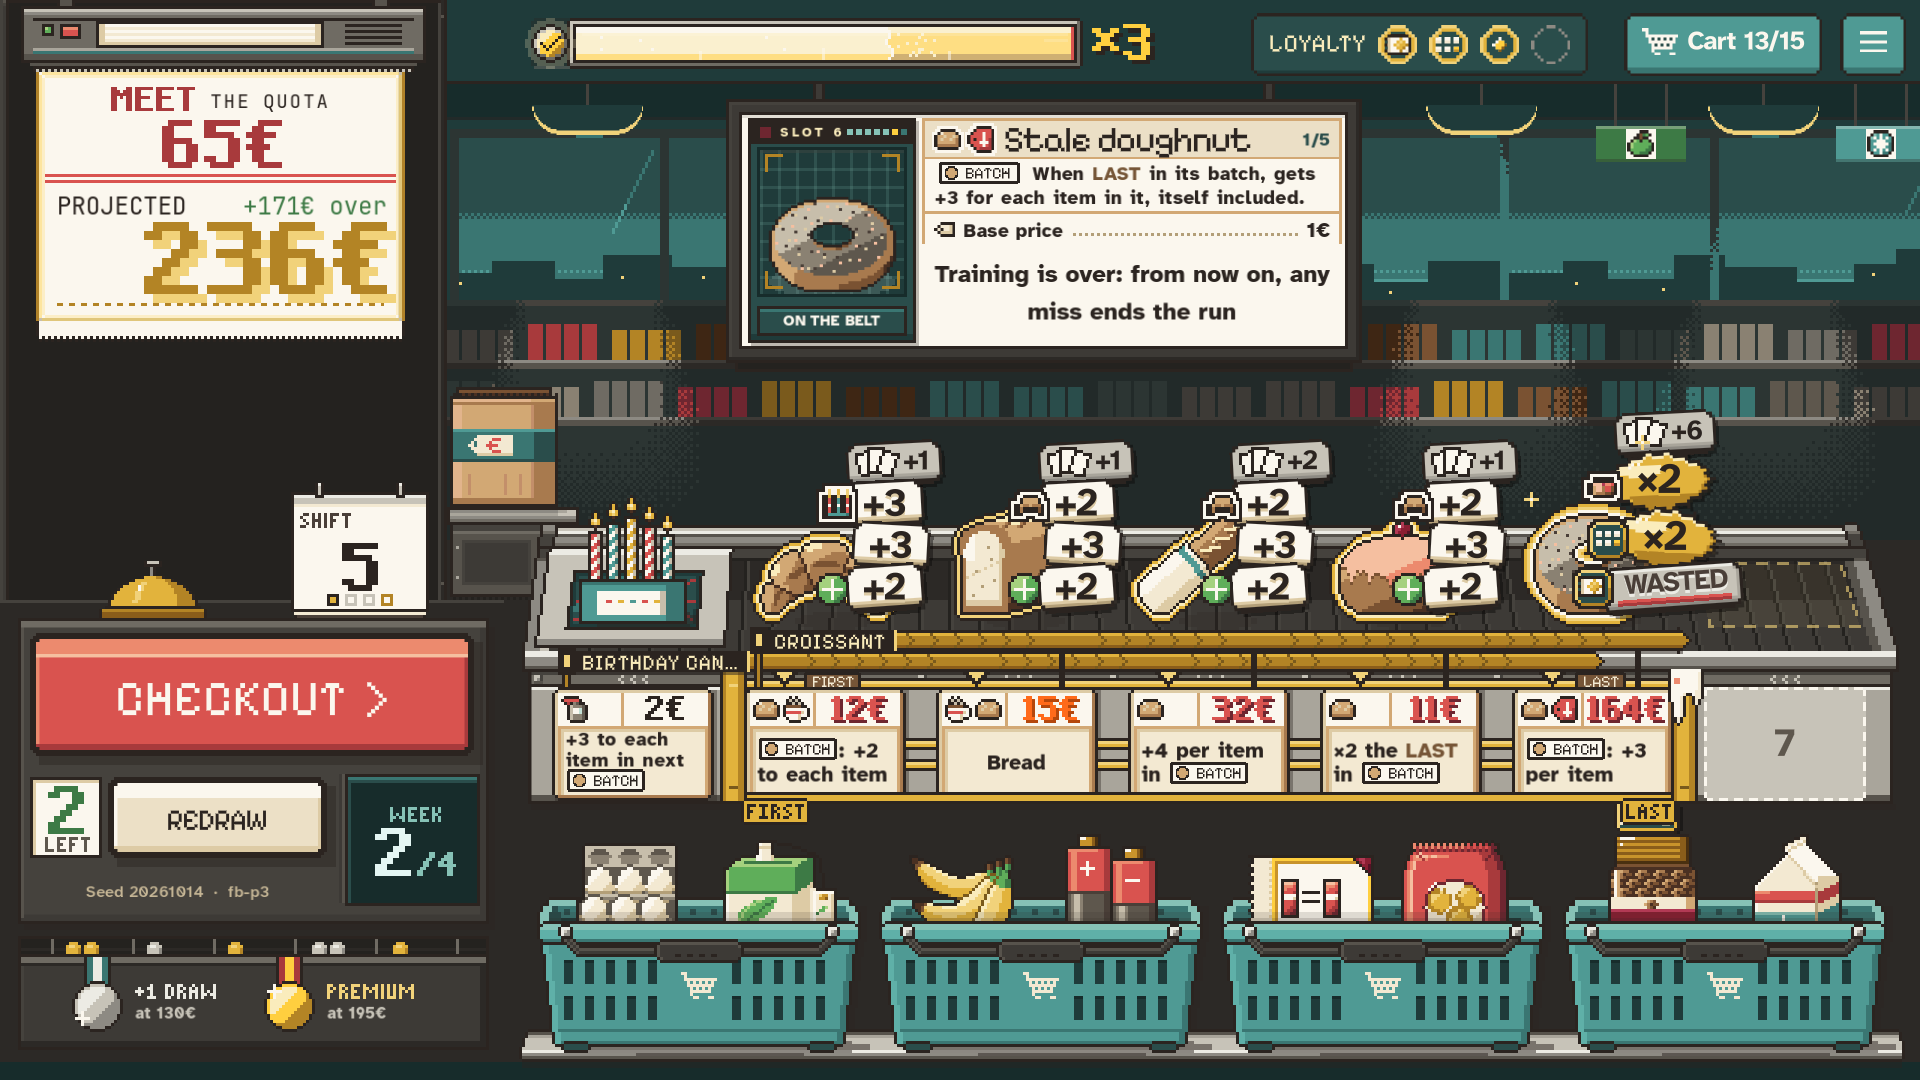 MEET THE QUOTA
65€
PROJECTED +171€ over
236€
SHIFT
5
CHECKOUT >
2
LEFT
REDRAW
WEEK
2/4
Seed 20261014 · fb-p3
+1 DRAW
at 130€
PREMIUM
at 195€
×3
LOYALTY
Cart 13/15
SLOT 6
ON THE BELT
Stale doughnut 1/5
BATCH When LAST in its batch, gets
+3 for each item in it, itself included.
Base price 1€
Training is over: from now on, any
miss ends the run
€
+1
+3
+3
+2
+1
+2
+3
+2
+2
+2
+3
+2
+1
+2
+3
+2
+6
×2
×2
WASTED
CROISSANT
BIRTHDAY CAN...
2€
+3 to each
item in next
BATCH
FIRST
12€
BATCH: +2
to each item
FIRST
15€
Bread
32€
+4 per item
in BATCH
11€
×2 the LAST
in BATCH
LAST
164€
BATCH: +3
per item
LAST
7
<<<
<<<
+
−
=